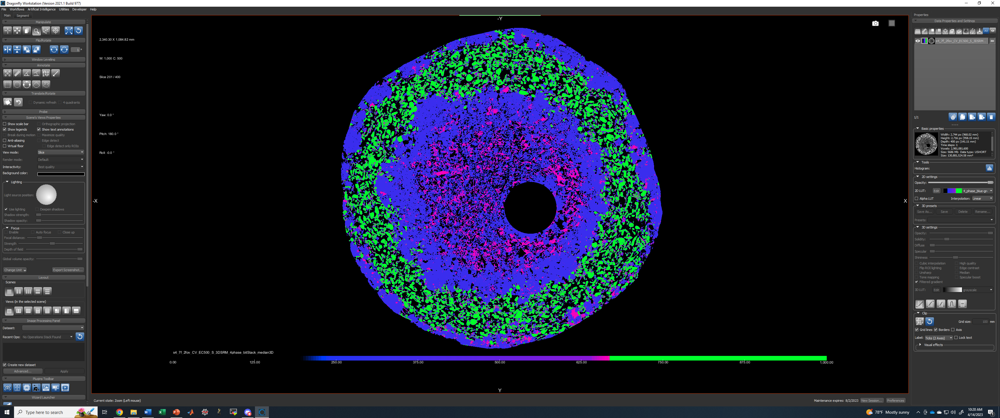 Dragonfly Workstation (Version 2021.1 Build 977)
File Workflows Artificial Intelligence Utilities Developer Help
Main Segment
Manipulate
Flip/Rotate
1 °
Window Leveling
Annotate
Translate/Rotate
Dynamic refresh 4 quadrants
Probe
Scene's Views Properties
Show scale bar Orthographic projection
Show legends Show text annotations
Break during motion Maximize quality
Anti-aliasing Edge detect
Virtual floor Edge detect only ROIs
View mode: Slice
Render mode: Default
Interactivity: Best quality
Background color:
Lighting
Light source position:
Use lighting Deepen shadows
Shadow strength:
Shadow opacity:
Focus
Enable Auto focus Close up
Focal distance:
Strength
Depth of field
Global volume opacity:
Change Unit Export Screenshot...
Layout
Scenes
Views (in the selected scene)
Image Processing Panel
Dataset:
Recent Ops: No Operations Stack Found
Create new dataset
Advanced... Apply
Plugins Toolbar
Wizard Launcher
-Y
2,340.30 X 1,084.82 mm
W: 1,000 C: 500
Slice 201 / 400
Yaw: 0.0 °
Pitch: 180.0 °
Roll: -0.0 °
-X
X
s4_7f_2fov_CV_EC500_S_3DSRM_4phase_bitStack_median3D
0.00 125.00 250.00 375.00 500.00 625.00 750.00 875.00 1,000.00
Y
Current state: Zoom (Left mouse)
Maintenance expires: 8/2/2023 New Session... Preferences
Properties
Data Properties and Settings
All
s4_7f_2fov_CV_EC500_S_3DSRM... 3D
1/1
Basic properties
Width: 2,744 px (968.02 mm)
Height: 2,716 px (958.15 mm)
Depth: 400 px (141.11 mm)
Time steps: 1
Voxels: 2,981,081,600
Size: 5686 Mb Data type: USHORT
Size: 130,881,524.58 mm³
Tools
Histogram:
2D settings
Opacity:
2D LUT: Edit 4_phase_blue-gr
Alpha LUT Interpolation: Linear
3D presets
Save As... Save Delete Rename...
Presets:
3D settings
Opacity:
Solidity:
Diffuse
Specular
Shininess
Cubic interpolation High quality
Flip ROI lighting Edge contrast
Unsharp Median
Tone mapping Specular boost
Filtered gradient
3D LUT: Edit grayscale
Clip
Grid size: 100 mm
Grid lines Borders Axis
Label: Ticks (2 Axes) Lock text
Visual effects
Type here to search
78°F Mostly sunny
10:20 AM
4/14/2023
1